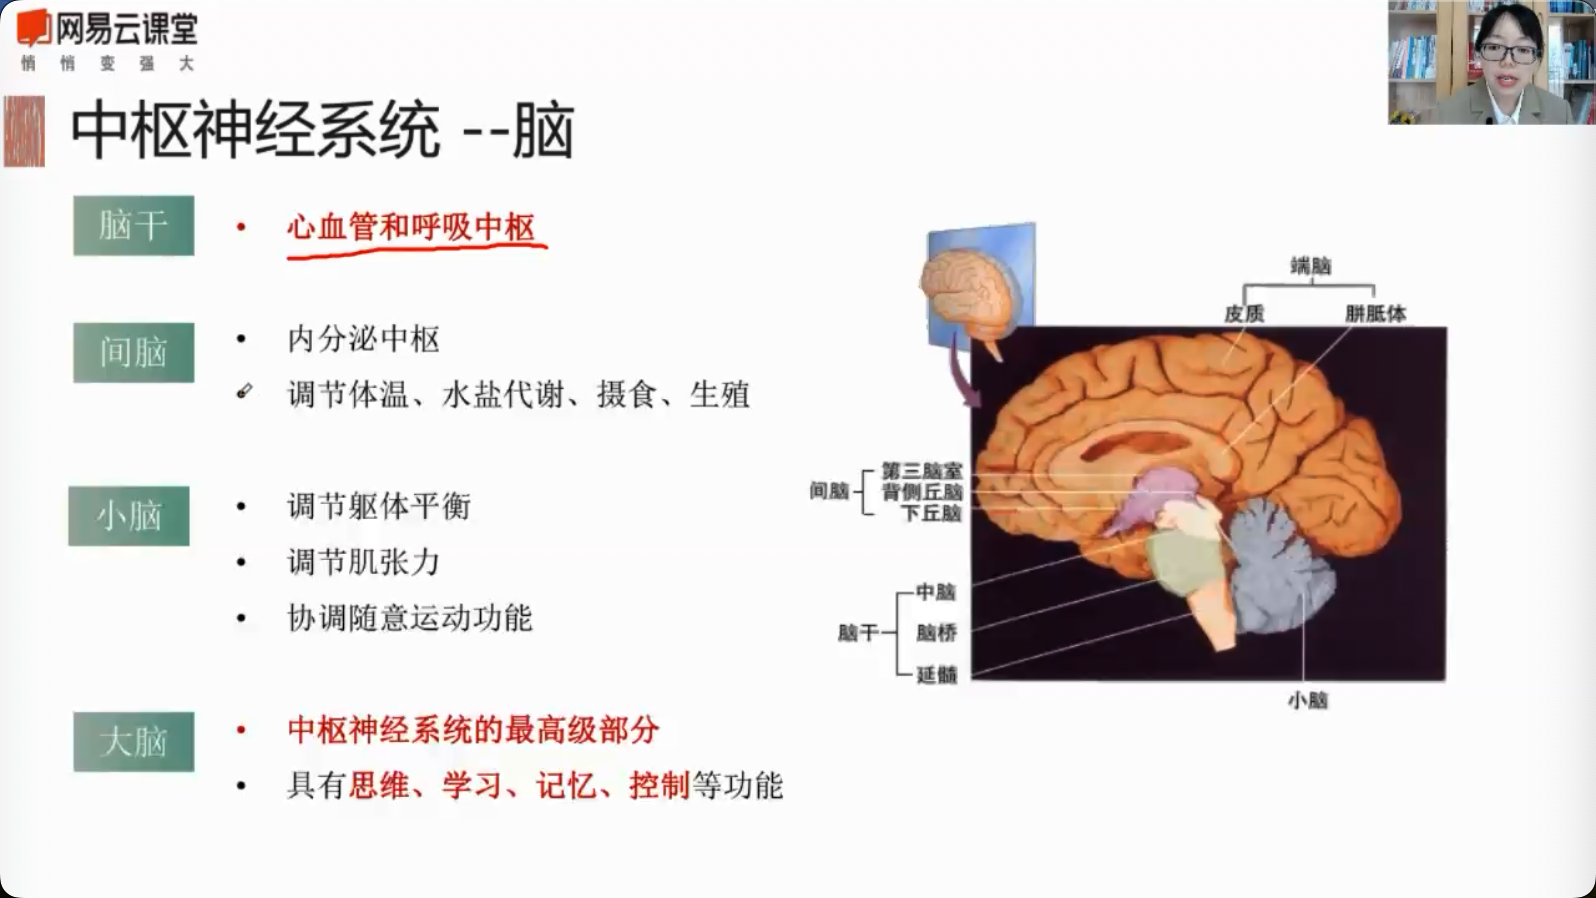 网易云课堂
悄悄变强大
中枢神经系统 --脑
脑干
• 心血管和呼吸中枢
间脑
• 内分泌中枢
调节体温、水盐代谢、摄食、生殖
小脑
• 调节躯体平衡
• 调节肌张力
• 协调随意运动功能
大脑
• 中枢神经系统的最高级部分
• 具有思维、学习、记忆、控制等功能
端脑
皮质
胼胝体
间脑
第三脑室
背侧丘脑
下丘脑
脑干
中脑
脑桥
延髓
小脑